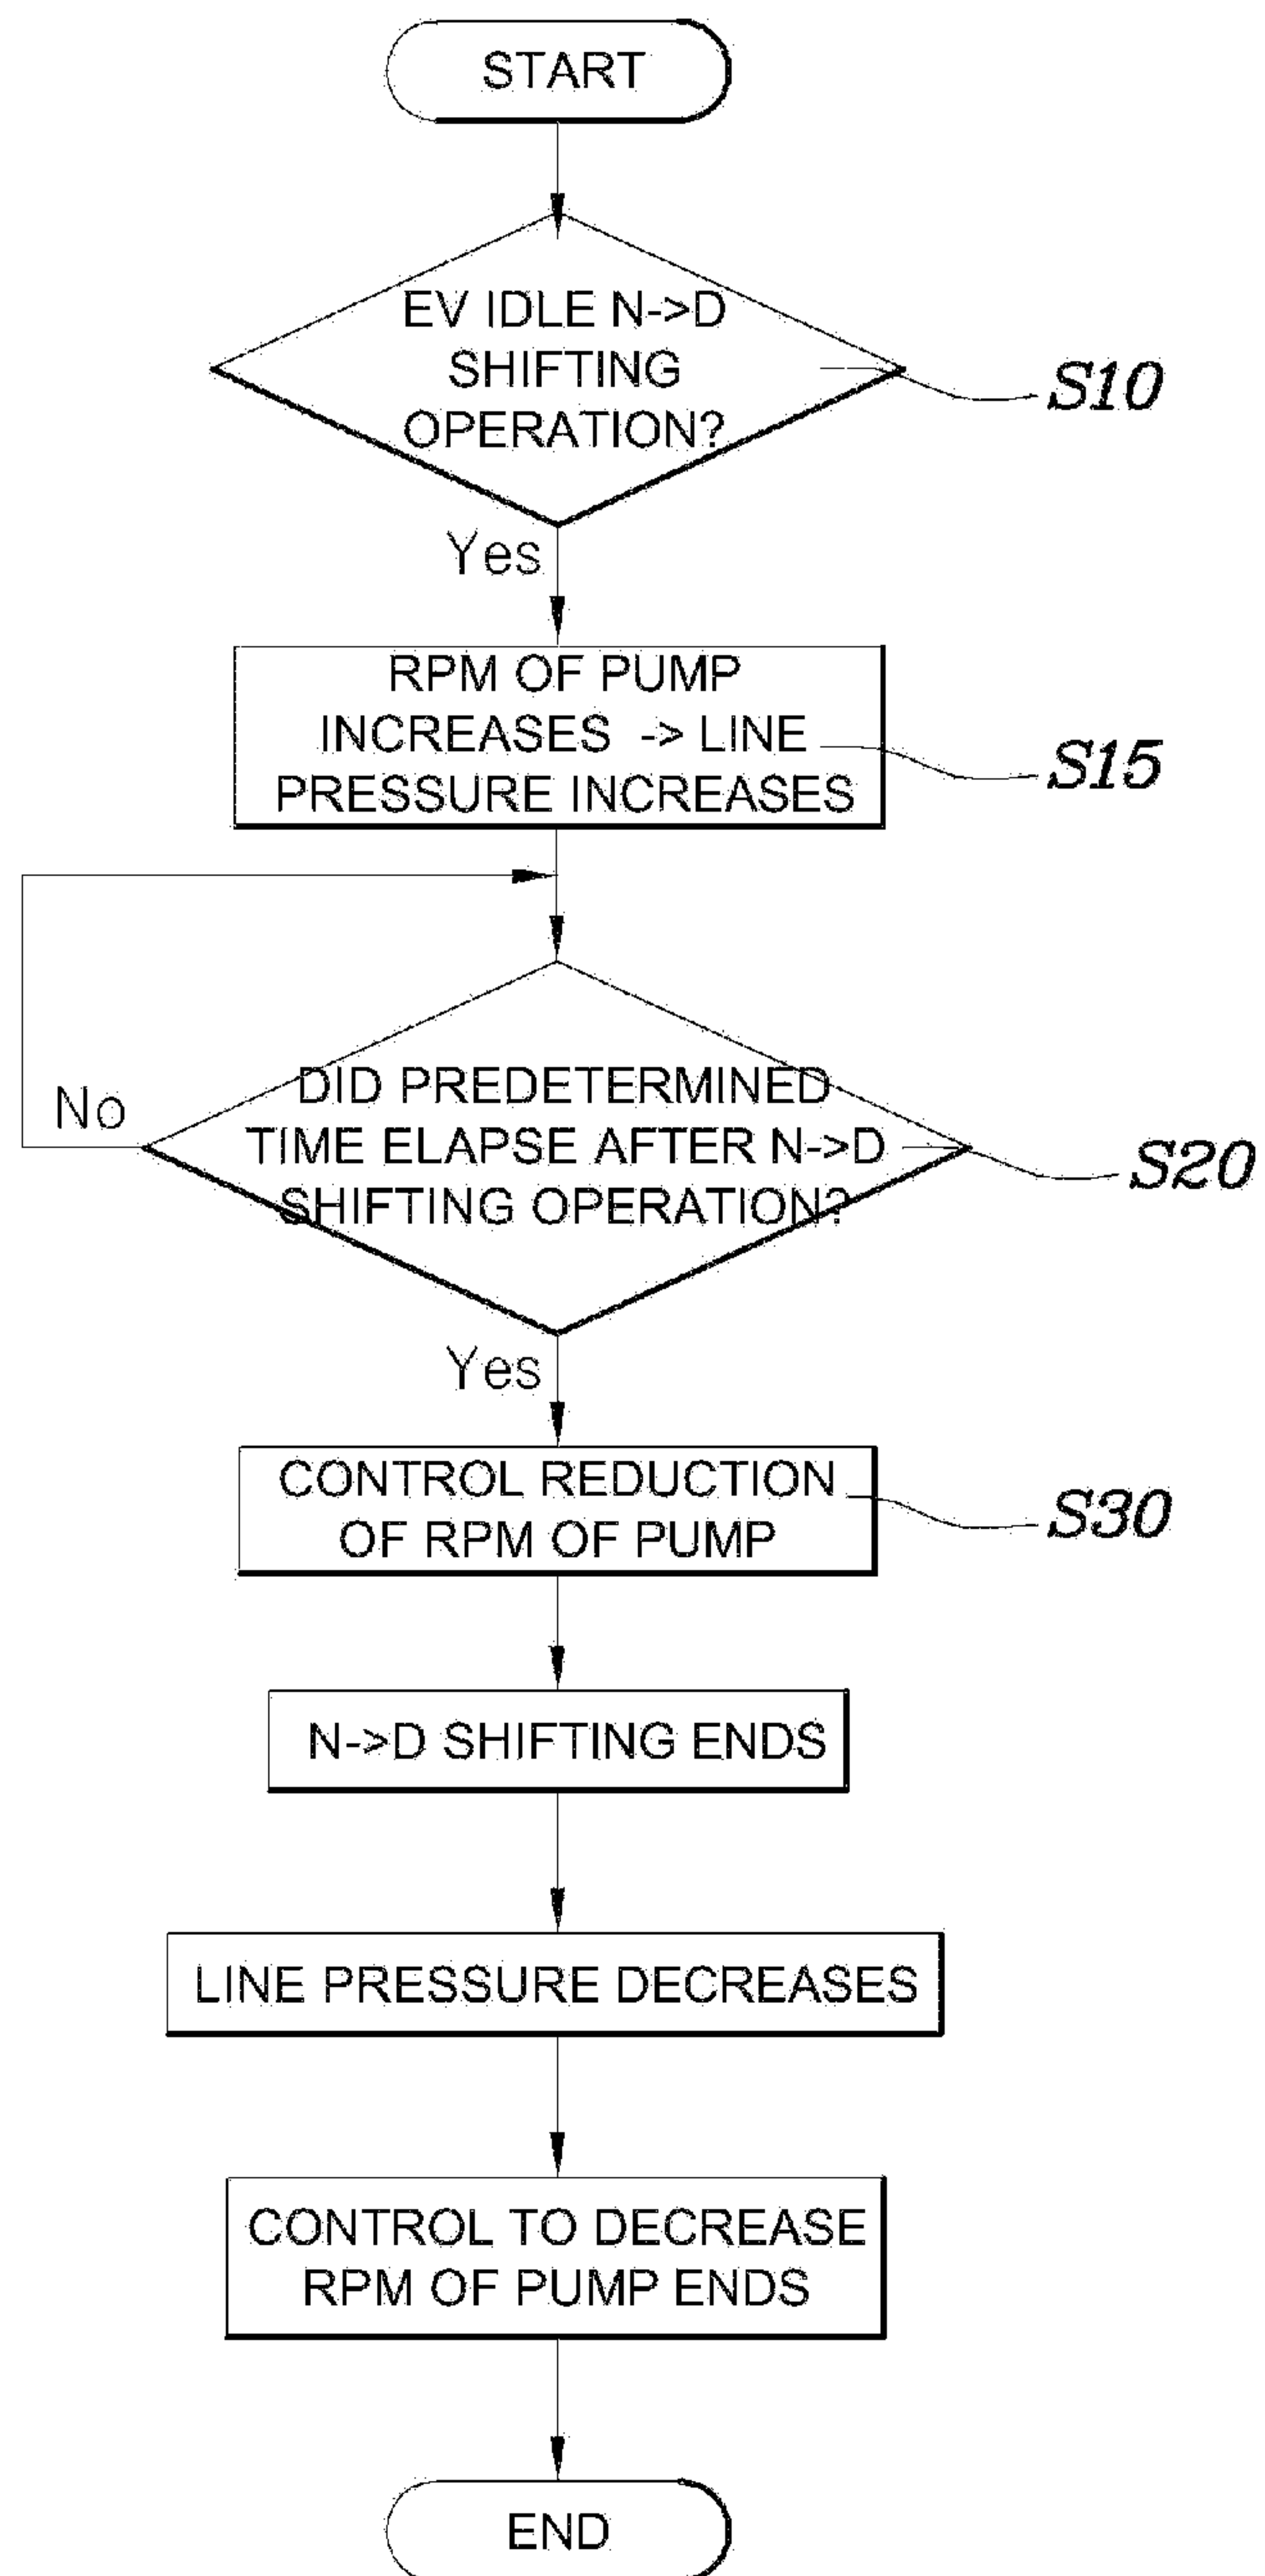 START
EV IDLE N->D
SHIFTING
OPERATION?
S10
Yes
RPM OF PUMP
INCREASES -> LINE
PRESSURE INCREASES
S15
DID PREDETERMINED
TIME ELAPSE AFTER N->D
SHIFTING OPERATION?
No
S20
Yes
CONTROL REDUCTION
OF RPM OF PUMP
S30
N->D SHIFTING ENDS
LINE PRESSURE DECREASES
CONTROL TO DECREASE
RPM OF PUMP ENDS
END